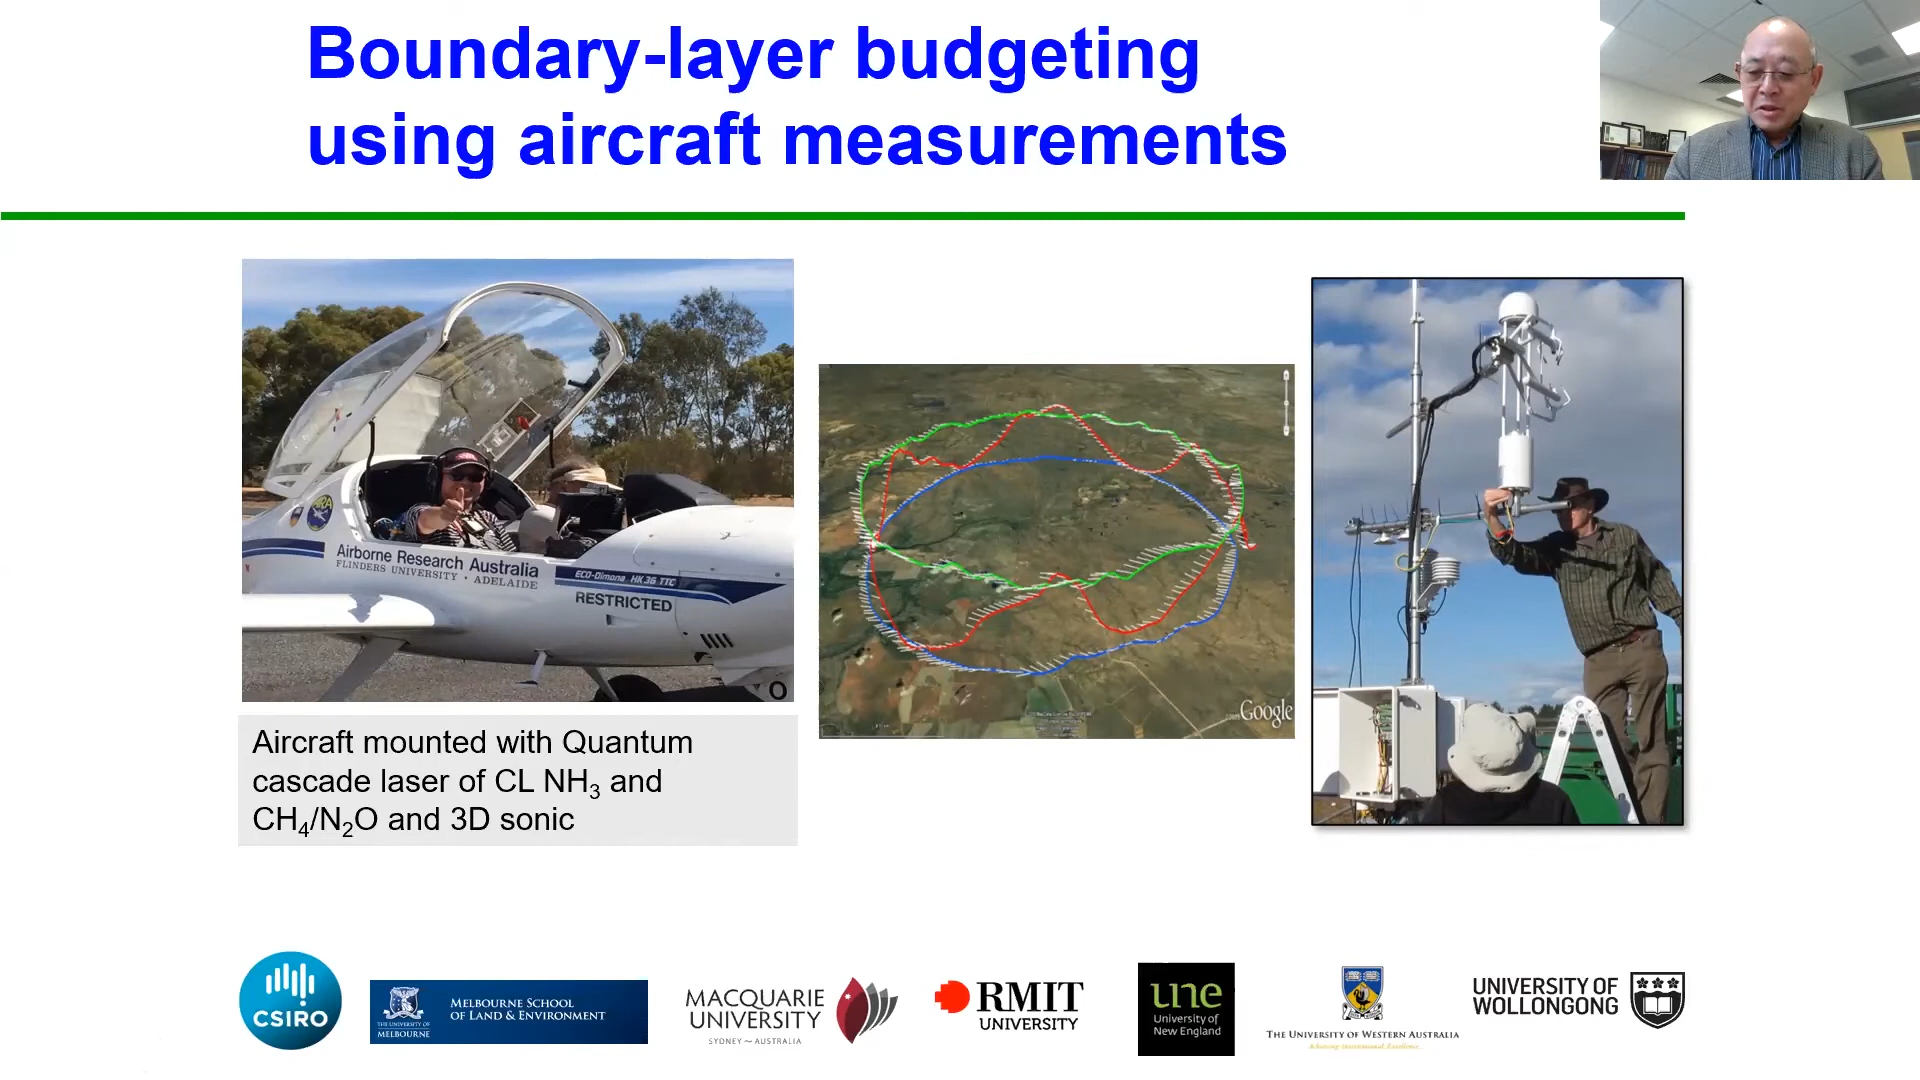 Boundary-layer budgeting
using aircraft measurements
Airborne Research Australia
FLINDERS UNIVERSITY • ADELAIDE
ECO-Dimona HK 36 TTC
RESTRICTED
ARA
O
Google
Aircraft mounted with Quantum
cascade laser of CL NH₃ and
CH₄/N₂O and 3D sonic
CSIRO
THE UNIVERSITY OF
MELBOURNE
MELBOURNE SCHOOL
OF LAND & ENVIRONMENT
MACQUARIE
UNIVERSITY
SYDNEY ~ AUSTRALIA
RMIT
UNIVERSITY
une
University of
New England
THE UNIVERSITY OF WESTERN AUSTRALIA
UNIVERSITY OF
WOLLONGONG